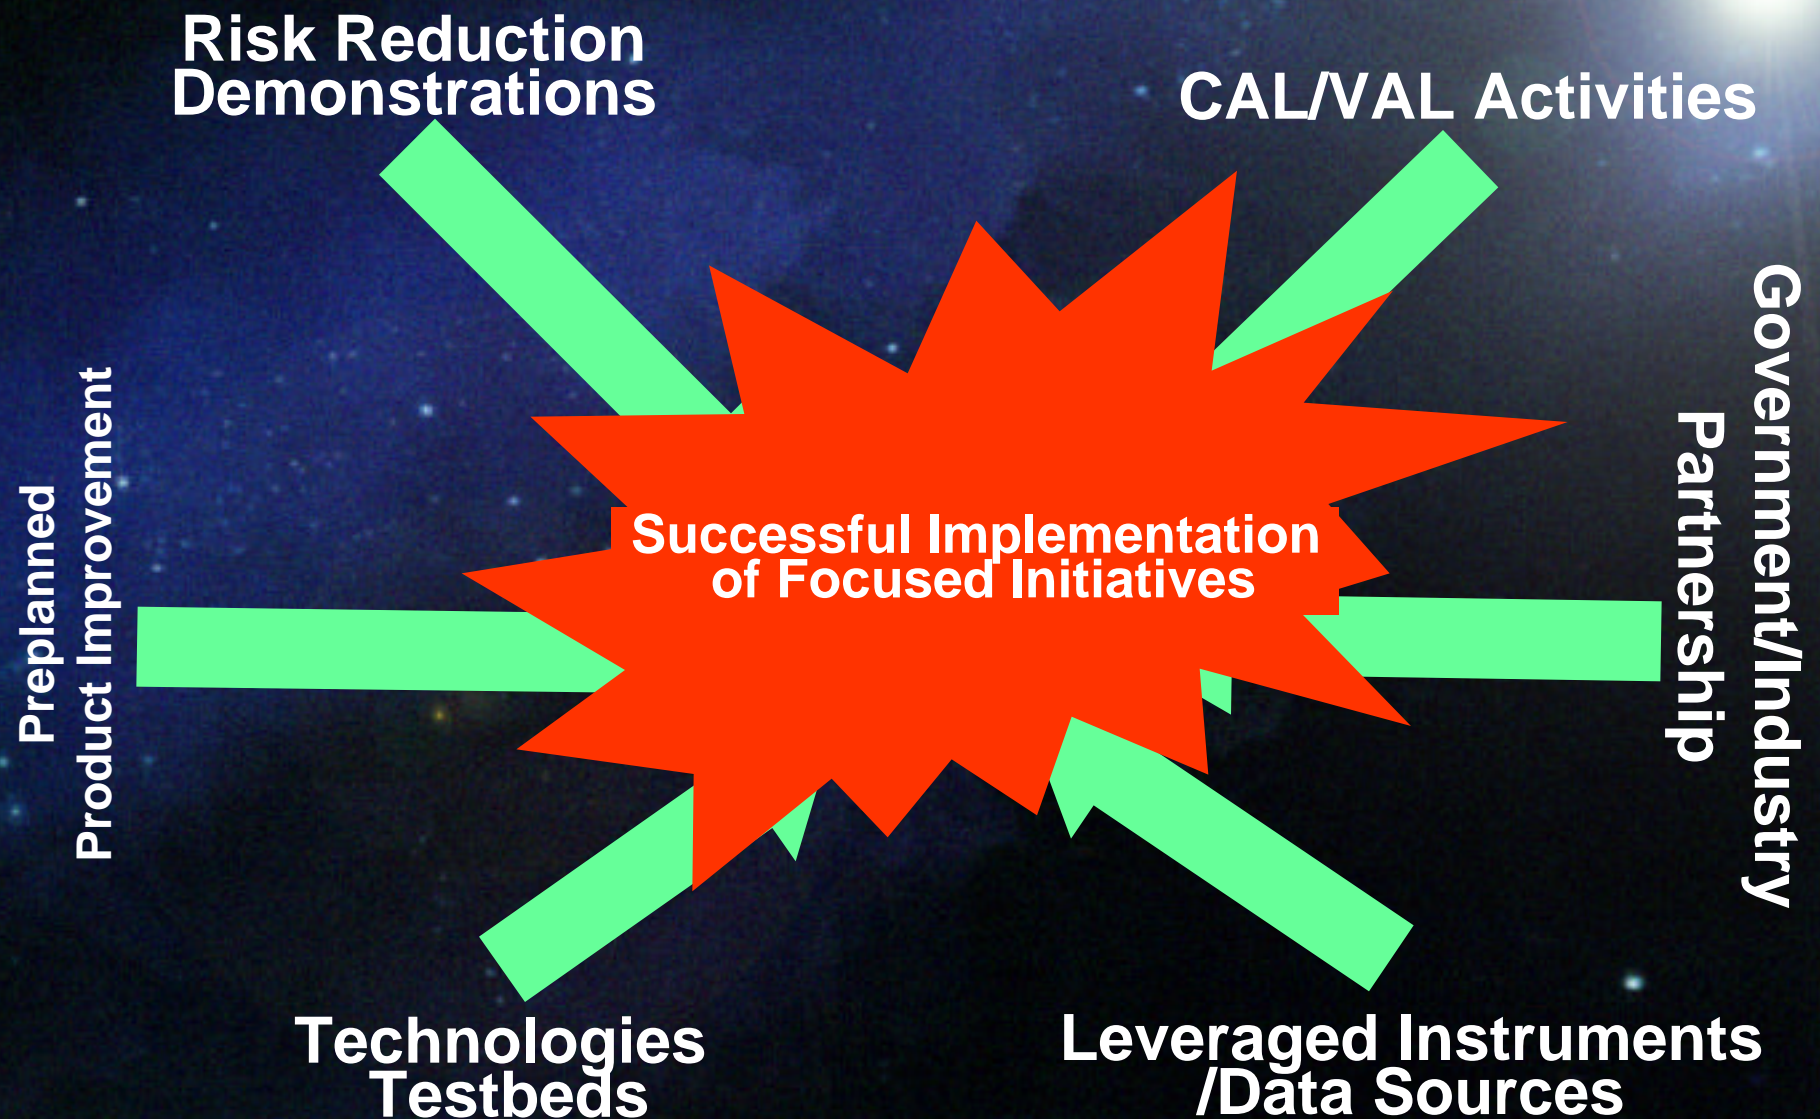 Risk Reduction
Demonstrations
CAL/VAL Activities
Preplanned
Product Improvement
Successful Implementation
of Focused Initiatives
Government/Industry
Partnership
Technologies
Testbeds
Leveraged Instruments
/Data Sources